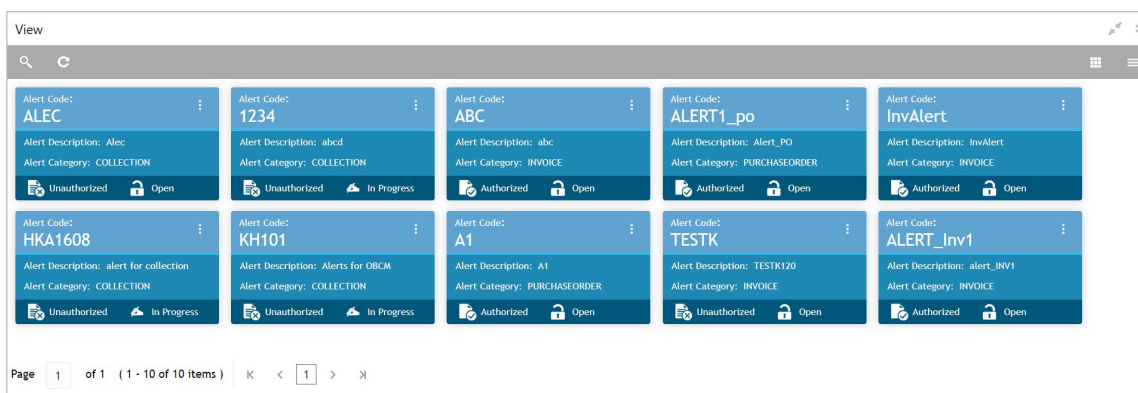 View
Alert Code:
ALEC
Alert Description: Alec
Alert Category: COLLECTION
Unauthorized Open
Alert Code:
1234
Alert Description: abcd
Alert Category: COLLECTION
Unauthorized In Progress
Alert Code:
ABC
Alert Description: abc
Alert Category: INVOICE
Authorized Open
Alert Code:
ALERT1_po
Alert Description: Alert_PO
Alert Category: PURCHASEORDER
Authorized Open
Alert Code:
InvAlert
Alert Description: InvAlert
Alert Category: INVOICE
Authorized Open
Alert Code:
HKA1608
Alert Description: alert for collection
Alert Category: COLLECTION
Unauthorized In Progress
Alert Code:
KH101
Alert Description: Alerts for OBCM
Alert Category: COLLECTION
Unauthorized In Progress
Alert Code:
A1
Alert Description: A1
Alert Category: PURCHASEORDER
Authorized Open
Alert Code:
TESTK
Alert Description: TESTK120
Alert Category: INVOICE
Unauthorized Open
Alert Code:
ALERT_Inv1
Alert Description: alert_INV1
Alert Category: INVOICE
Authorized Open
Page 1 of 1 ( 1 - 10 of 10 items ) 1